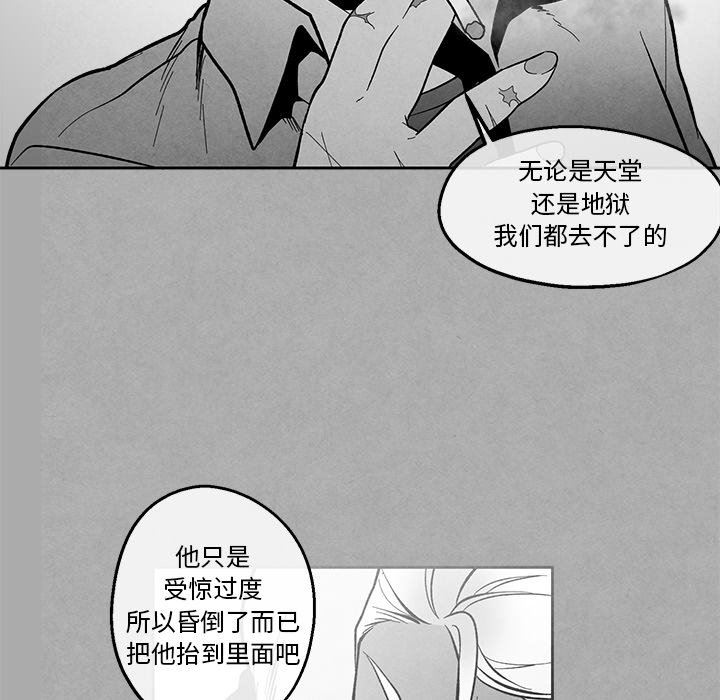 无论是天堂
还是地狱
我们都去不了的
他只是
受惊过度
所以昏倒了而已
把他抬到里面吧